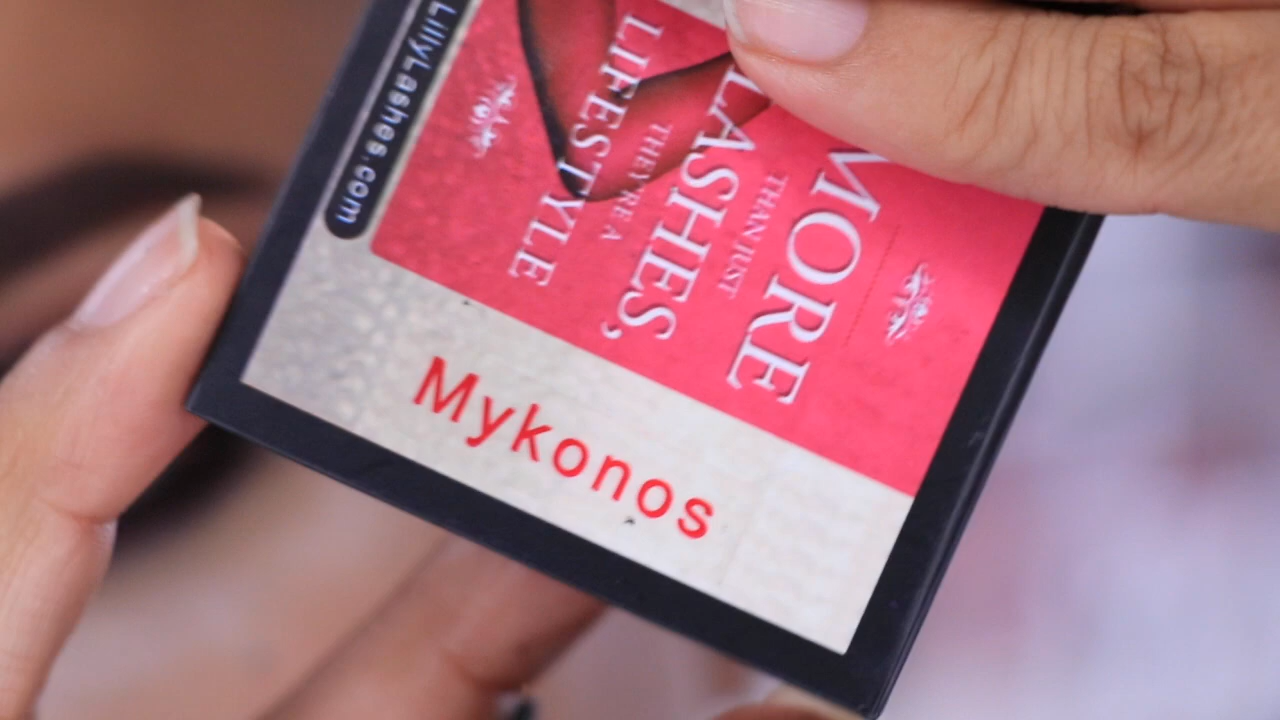 MORE
THAN JUST
LASHES,
THEY'RE A
LIFESTYLE
LillyLashes.com
Mykonos